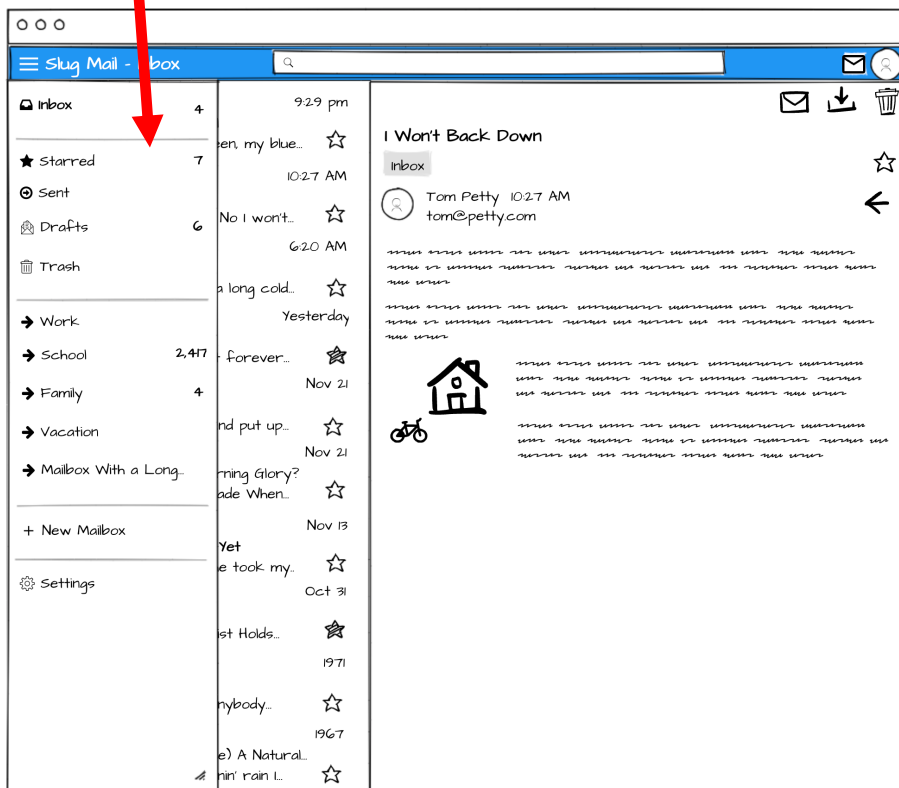 Slug Mail - Inbox
Inbox 4
Starred 7
Sent
Drafts 6
Trash
Work
School 2,417
Family 4
Vacation
Mailbox With a Long...
+ New Mailbox
Settings
9:29 pm
een, my blue...
10:27 AM
No I won't...
6:20 AM
a long cold...
Yesterday
forever...
Nov 21
nd put up...
Nov 21
rning Glory?
ade When...
Nov 13
Yet
e took my...
Oct 31
ist Holds...
1971
nybody...
1967
e) A Natural...
nin' rain I...
I Won't Back Down
Inbox
Tom Petty 10:27 AM
tom@petty.com